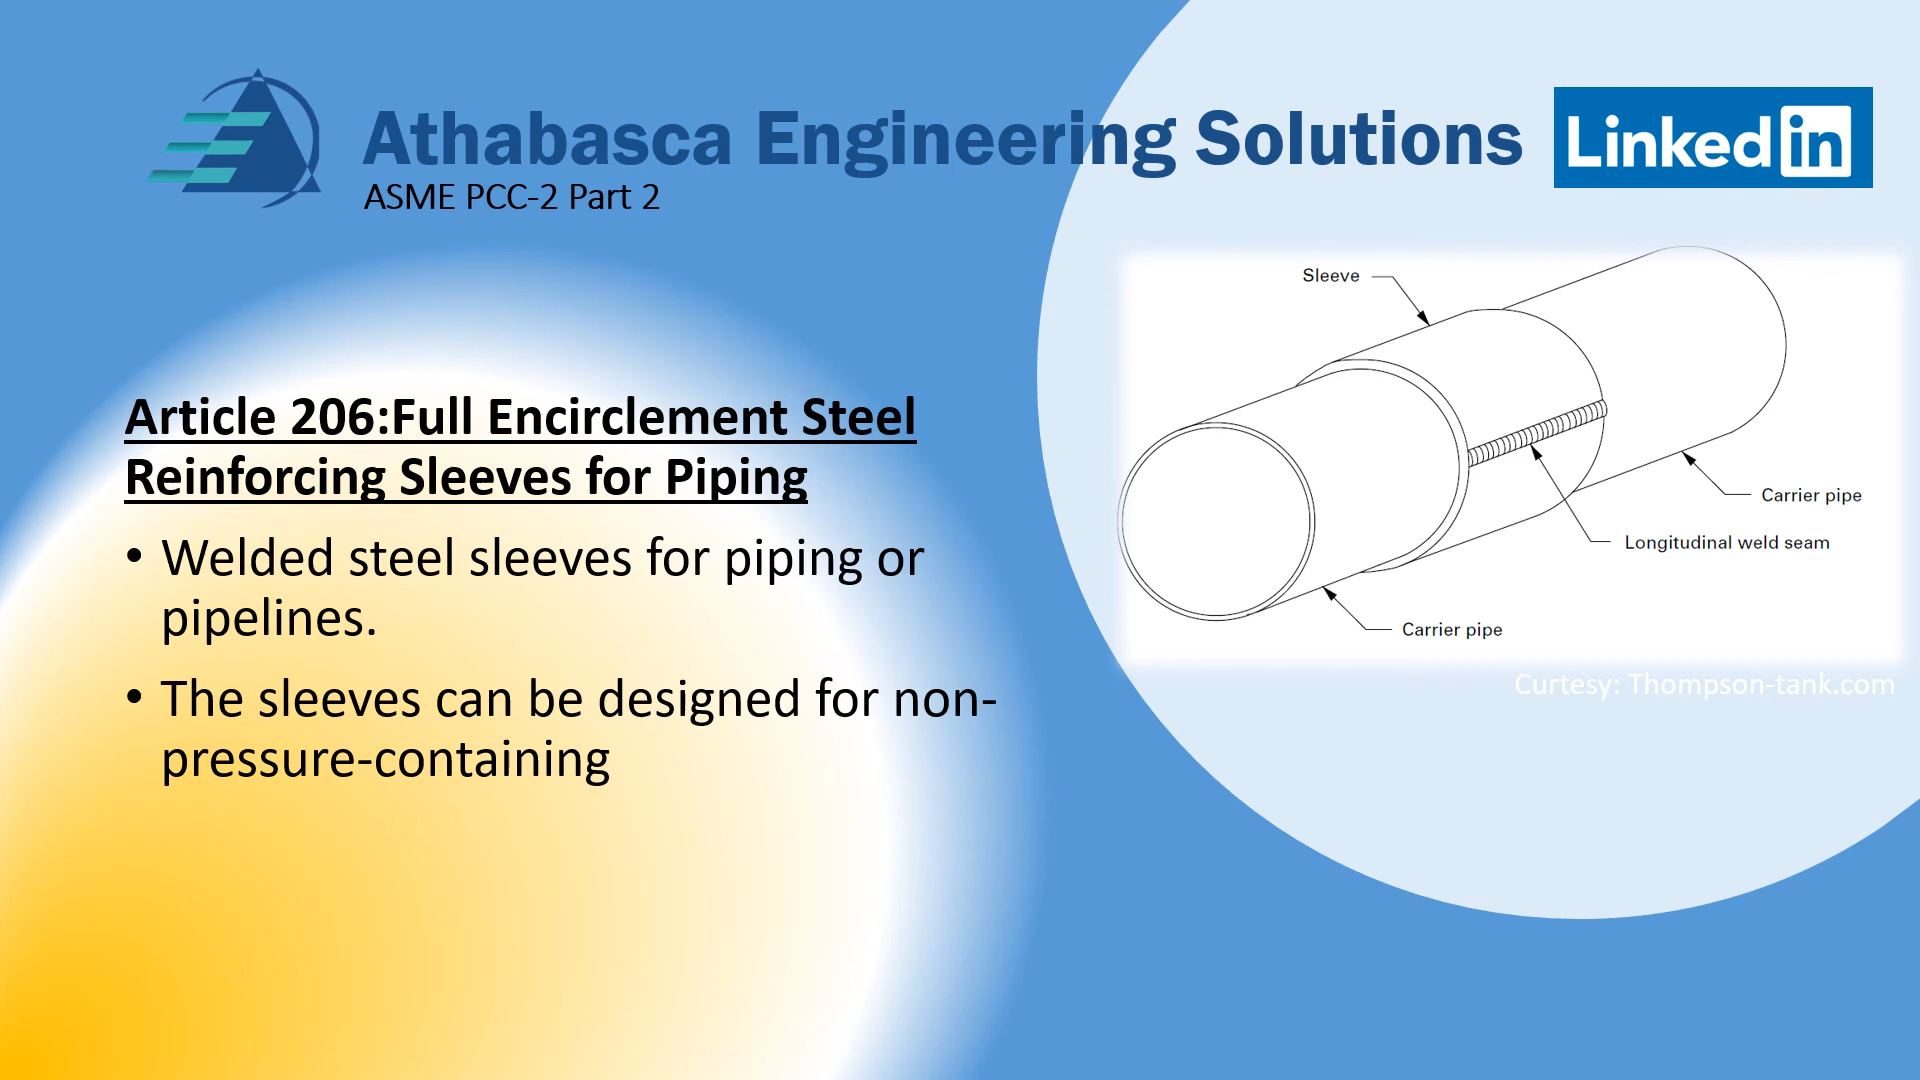 Athabasca Engineering Solutions
LinkedIn
ASME PCC-2 Part 2
Article 206:Full Encirclement Steel
Reinforcing Sleeves for Piping
• Welded steel sleeves for piping or
pipelines.
• The sleeves can be designed for non-
pressure-containing
Sleeve
Carrier pipe
Longitudinal weld seam
Carrier pipe
Curtesy: Thompson-tank.com